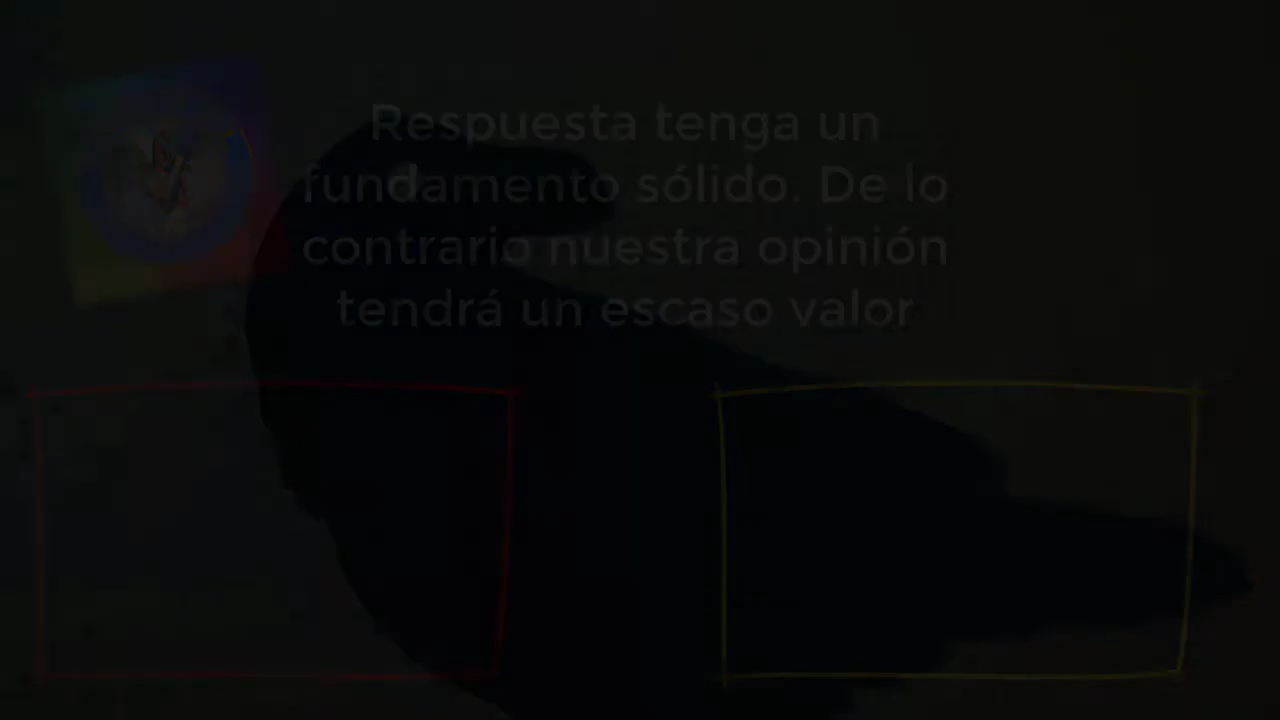 Respuesta tenga un
fundamento sólido. De lo
contrario nuestra opinión
tendrá un escaso valor